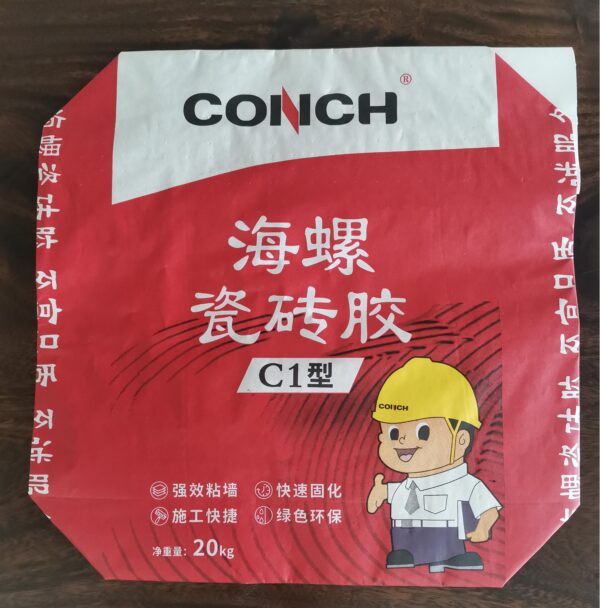 CONCH®
海螺
瓷砖胶
C1型
CONCH
强效粘墙 快速固化
施工快捷 绿色环保
净重量: 20kg